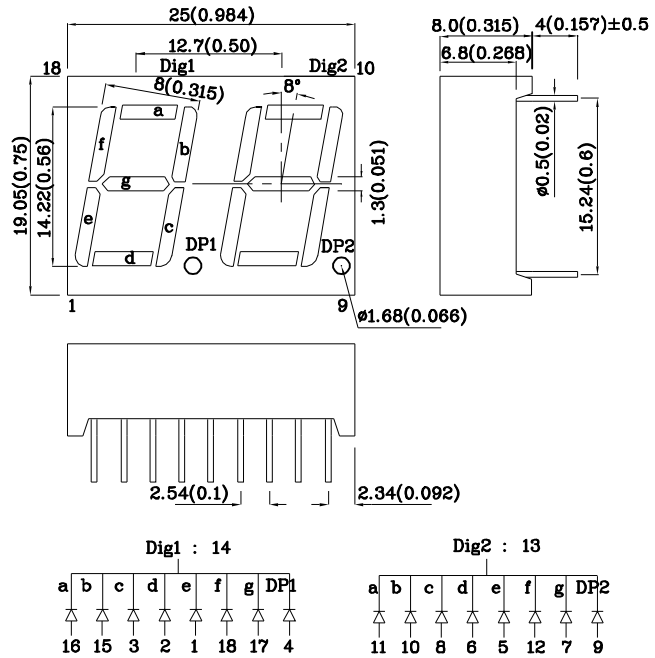 25(0.984)
8.0(0.315)
4(0.157)±0.5
12.7(0.50)
6.8(0.268)
18
Dig1
Dig2
10
8(0.315)
8°
a
f
b
g
e
c
d
19.05(0.75)
14.22(0.56)
1.3(0.051)
ø0.5(0.02)
15.24(0.6)
DP1
DP2
1
9
ø1.68(0.066)
2.54(0.1)
2.34(0.092)
Dig1 : 14
a b c d e f g DP1
16 15 3 2 1 18 17 4
Dig2 : 13
a b c d e f g DP2
11 10 8 6 5 12 7 9